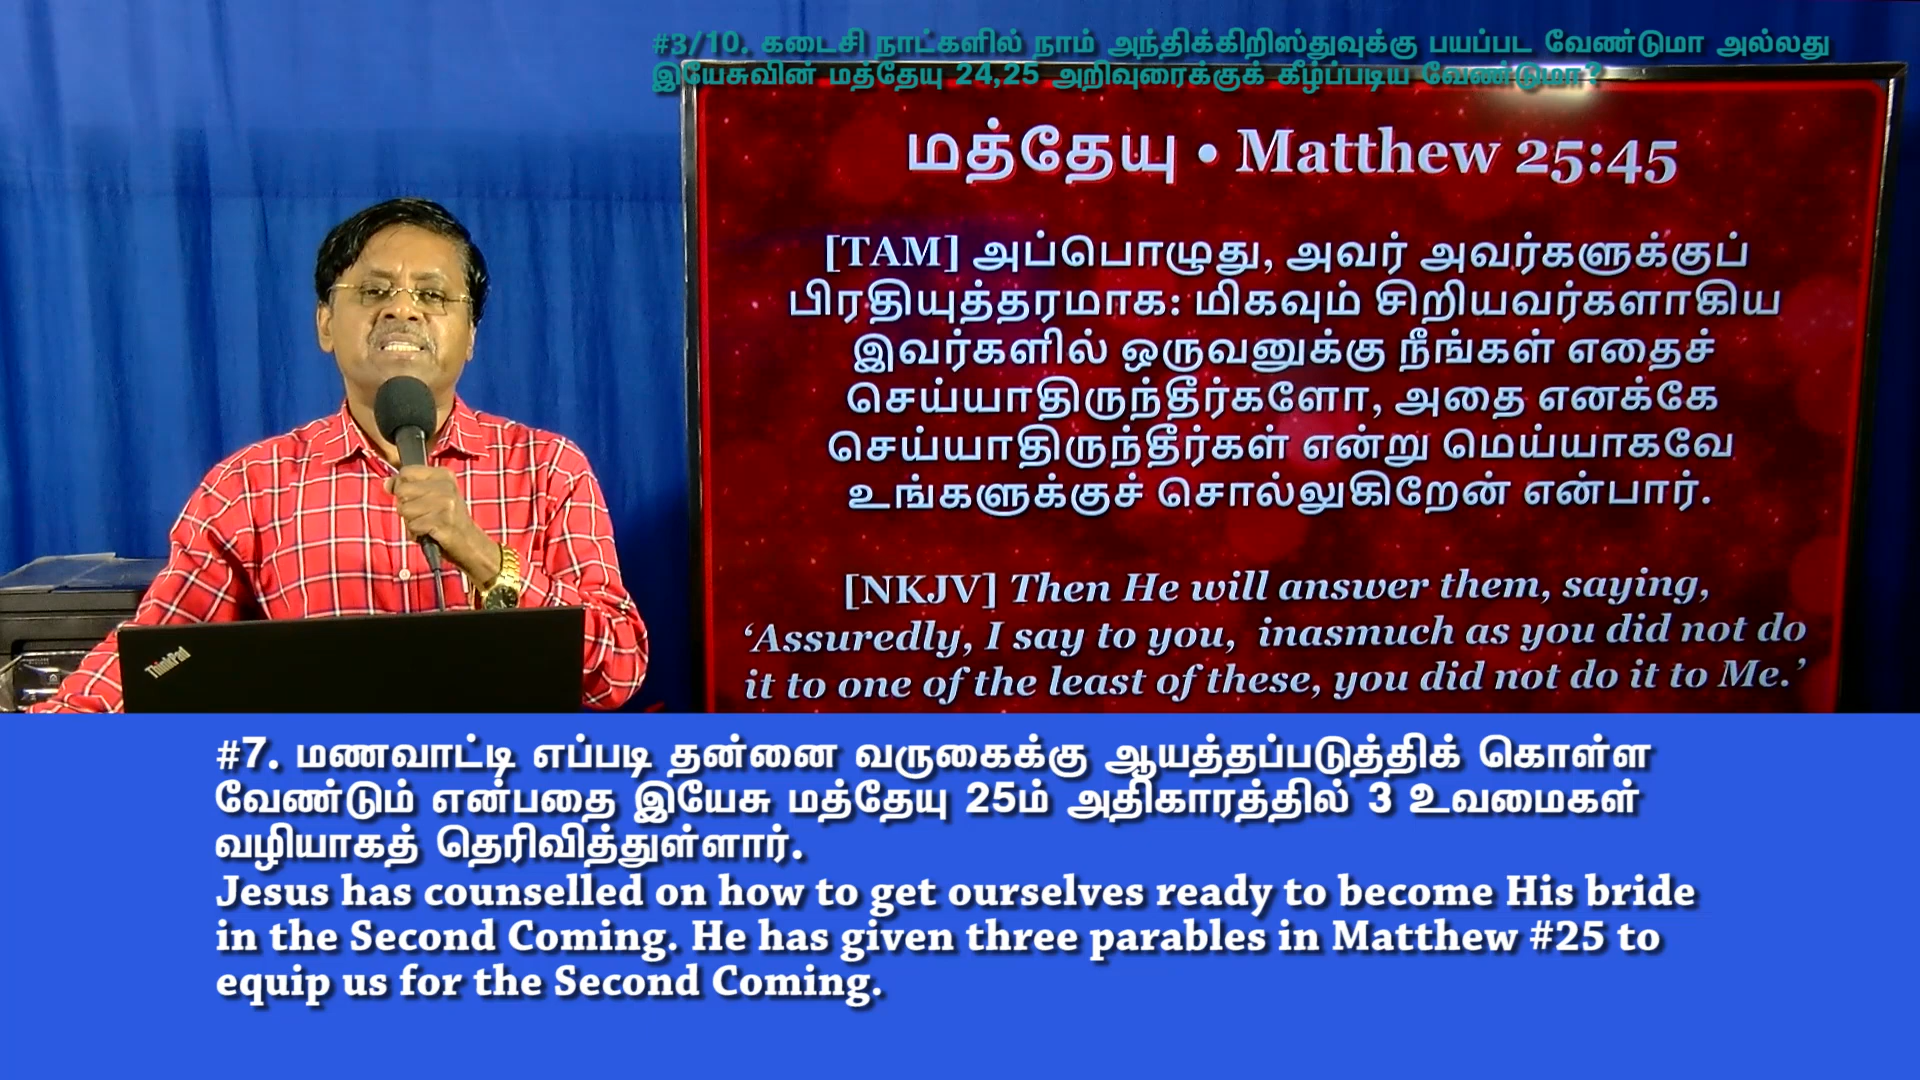 #3/10. கடைசி நாட்களில் நாம் அந்திக்கிறிஸ்துவுக்கு பயப்பட வேண்டுமா அல்லது
இயேசுவின் மத்தேயு 24,25 அறிவுரைக்குக் கீழ்ப்படிய வேண்டுமா?
மத்தேயு • Matthew 25:45
[TAM] அப்பொழுது, அவர் அவர்களுக்குப்
பிரதியுத்தரமாக: மிகவும் சிறியவர்களாகிய
இவர்களில் ஒருவனுக்கு நீங்கள் எதைச்
செய்யாதிருந்தீர்களோ, அதை எனக்கே
செய்யாதிருந்தீர்கள் என்று மெய்யாகவே
உங்களுக்குச் சொல்லுகிறேன் என்பார்.
[NKJV] Then He will answer them, saying,
‘Assuredly, I say to you, inasmuch as you did not do
it to one of the least of these, you did not do it to Me.’
ThinkPad
#7. மணவாட்டி எப்படி தன்னை வருகைக்கு ஆயத்தப்படுத்திக் கொள்ள
வேண்டும் என்பதை இயேசு மத்தேயு 25ம் அதிகாரத்தில் 3 உவமைகள்
வழியாகத் தெரிவித்துள்ளார்.
Jesus has counselled on how to get ourselves ready to become His bride
in the Second Coming. He has given three parables in Matthew #25 to
equip us for the Second Coming.